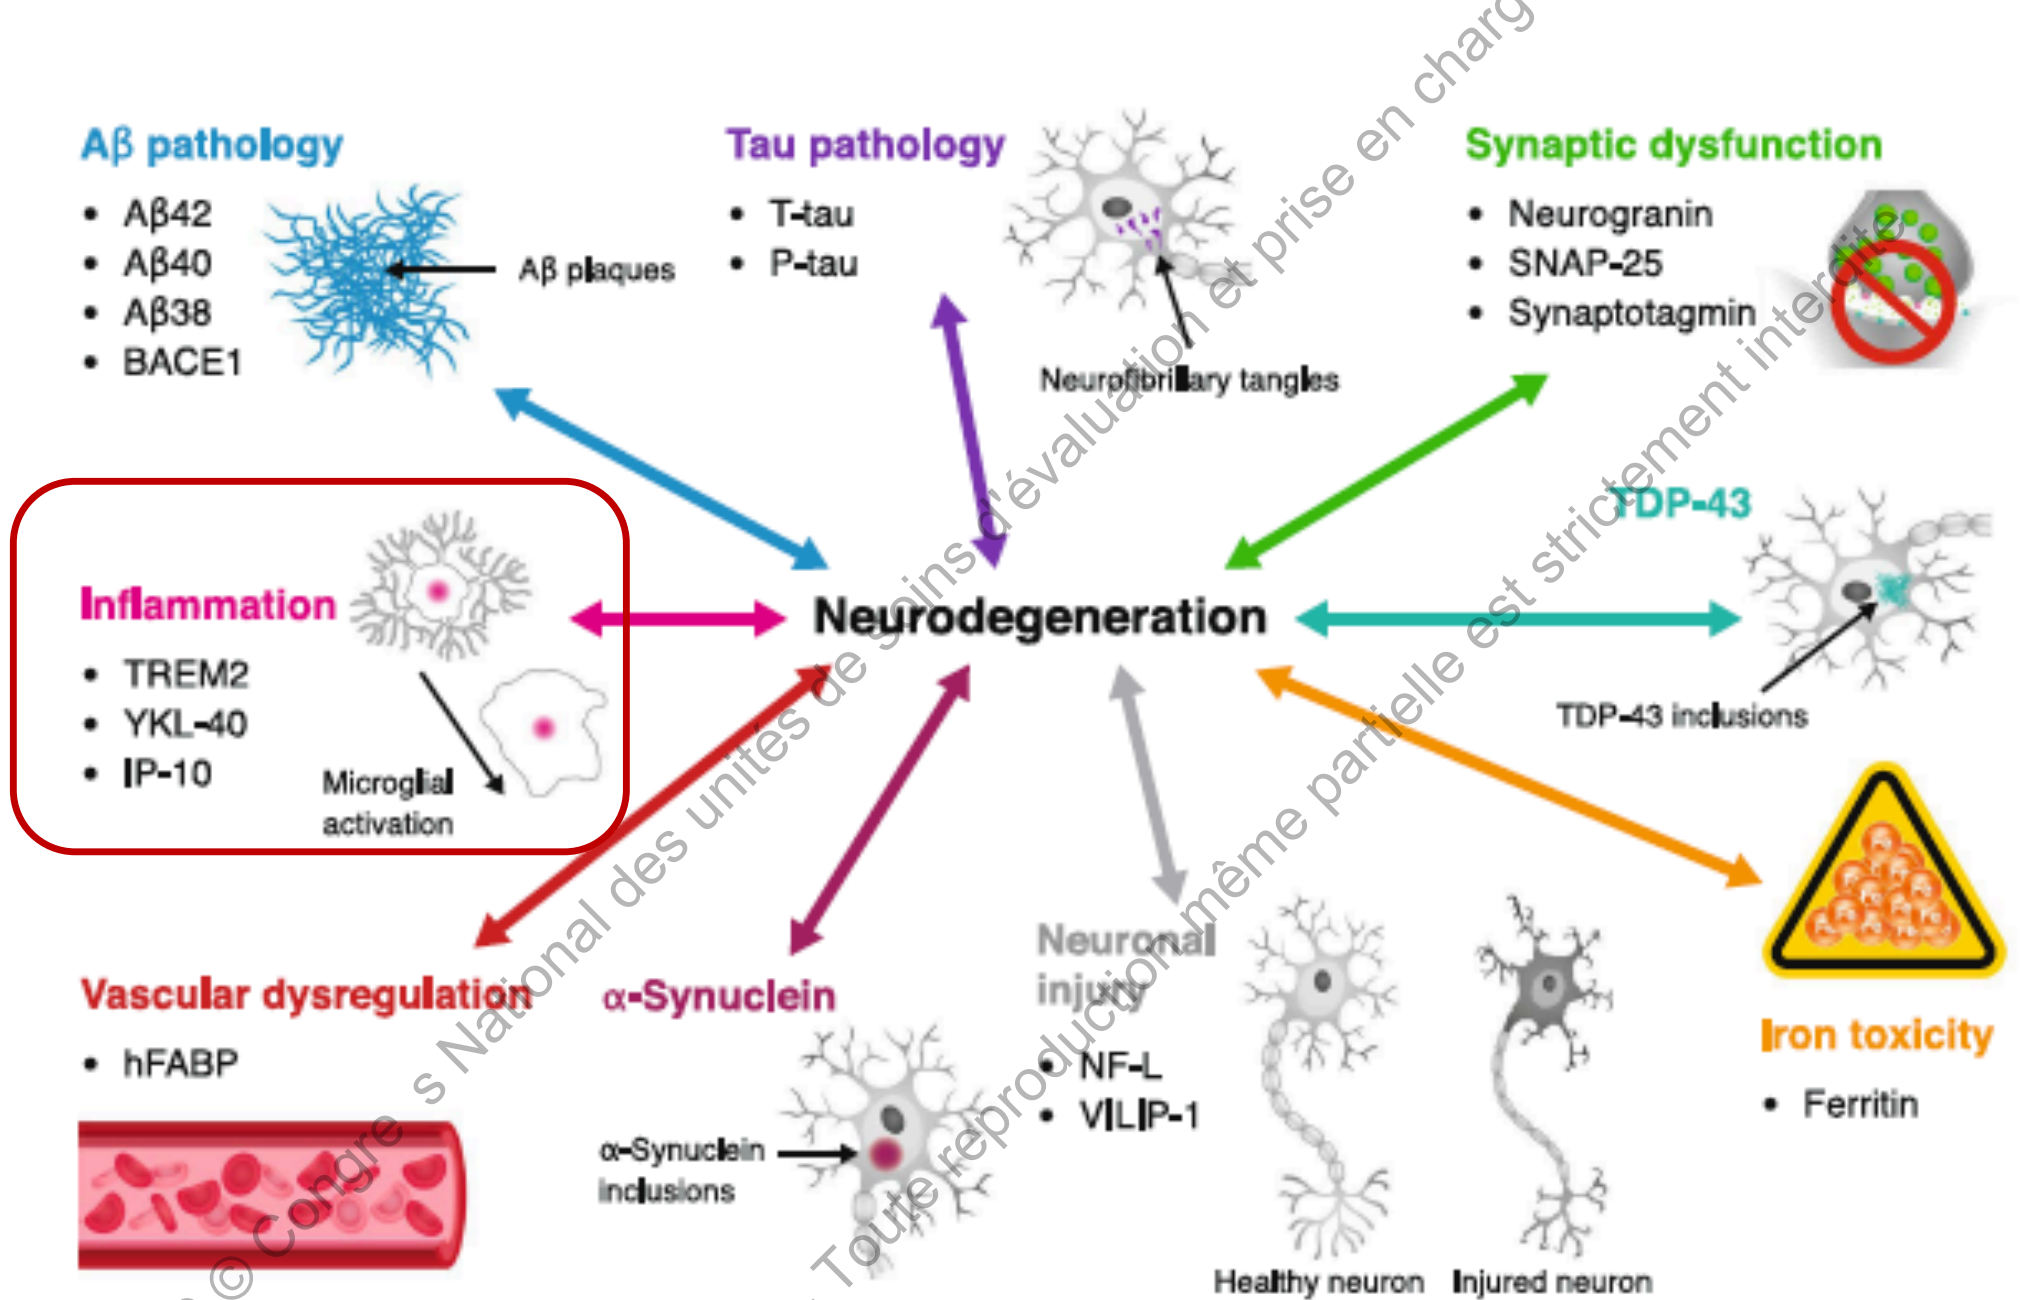 Aβ pathology
• Aβ42
• Aβ40
• Aβ38
• BACE1
Aβ plaques
Tau pathology
• T-tau
• P-tau
Neurofibrillary tangles
Synaptic dysfunction
• Neurogranin
• SNAP-25
• Synaptotagmin
Inflammation
• TREM2
• YKL-40
• IP-10
Microglial
activation
Neurodegeneration
TDP-43
TDP-43 inclusions
Vascular dysregulation
• hFABP
α-Synuclein
α-Synuclein
inclusions
Neuronal
injury
• NF-L
• VILIP-1
Healthy neuron
Injured neuron
Iron toxicity
• Ferritin
© Congre s National des unités de soins d'évaluation et prise en charg
Toute reproduction même partielle est strictement interdite